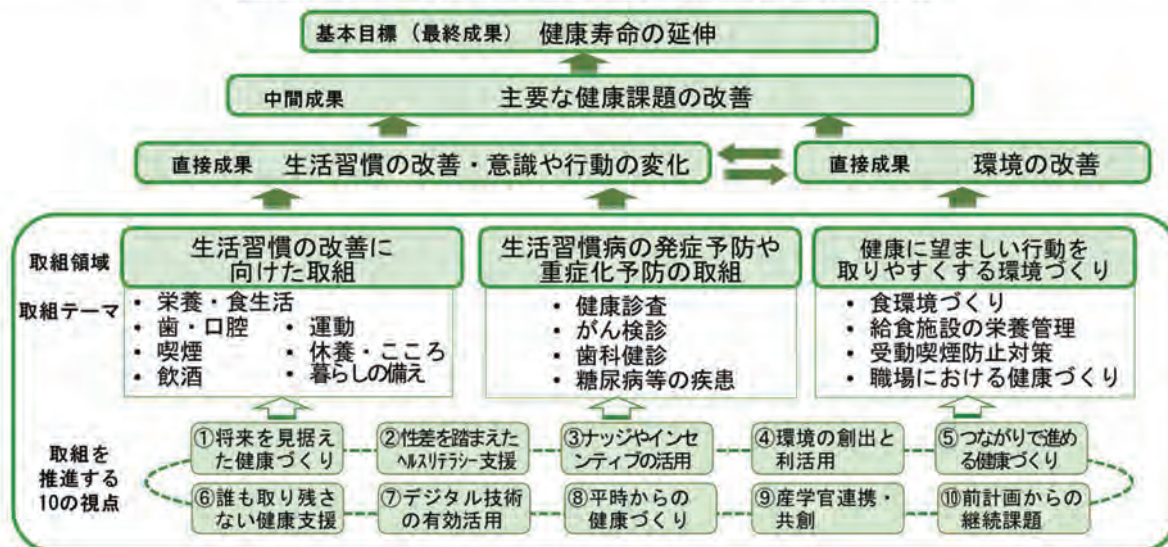 基本目標（最終成果） 健康寿命の延伸
中間成果 主要な健康課題の改善
直接成果 生活習慣の改善・意識や行動の変化
直接成果 環境の改善
取組領域
生活習慣の改善に
向けた取組
生活習慣病の発症予防や
重症化予防の取組
健康に望ましい行動を
取りやすくする環境づくり
取組テーマ
• 栄養・食生活
• 歯・口腔
• 喫煙
• 飲酒
• 運動
• 休養・こころ
• 暮らしの備え
• 健康診査
• がん検診
• 歯科健診
• 糖尿病等の疾患
• 食環境づくり
• 給食施設の栄養管理
• 受動喫煙防止対策
• 職場における健康づくり
取組を
推進する
10の視点
①将来を見据え
た健康づくり
②性差を踏まえた
ヘルスリテラシー支援
③ナッジやインセ
ンティブの活用
④環境の創出と
利活用
⑤つながりで進め
る健康づくり
⑥誰も取り残さ
ない健康支援
⑦デジタル技術
の有効活用
⑧平時からの
健康づくり
⑨産学官連携・
共創
⑩前計画からの
継続課題